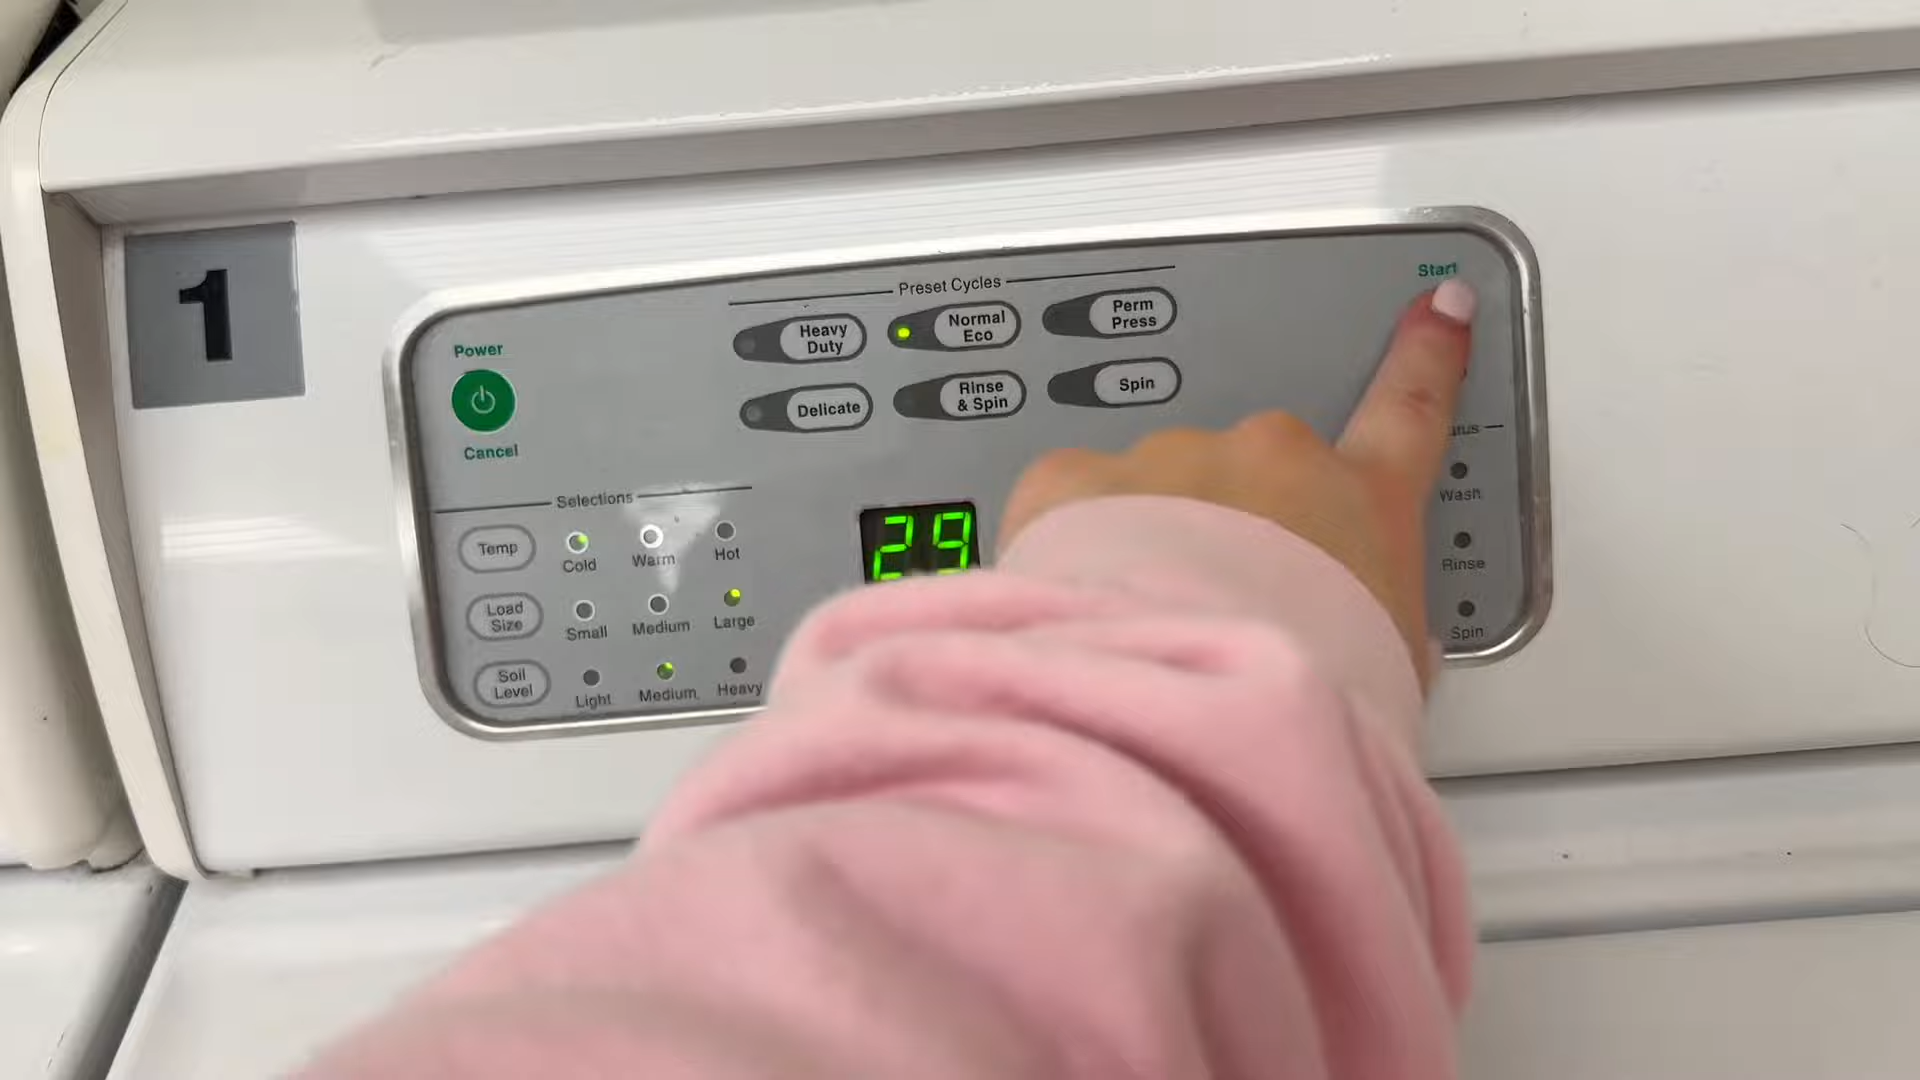 1
Power
Cancel
Preset Cycles
Heavy
Duty
Normal
Eco
Perm
Press
Delicate
Rinse
& Spin
Spin
Start
Selections
Temp
Cold
Warm
Hot
Load
Size
Small
Medium
Large
Soil
Level
Light
Medium
Heavy
29
Wash
Rinse
Spin